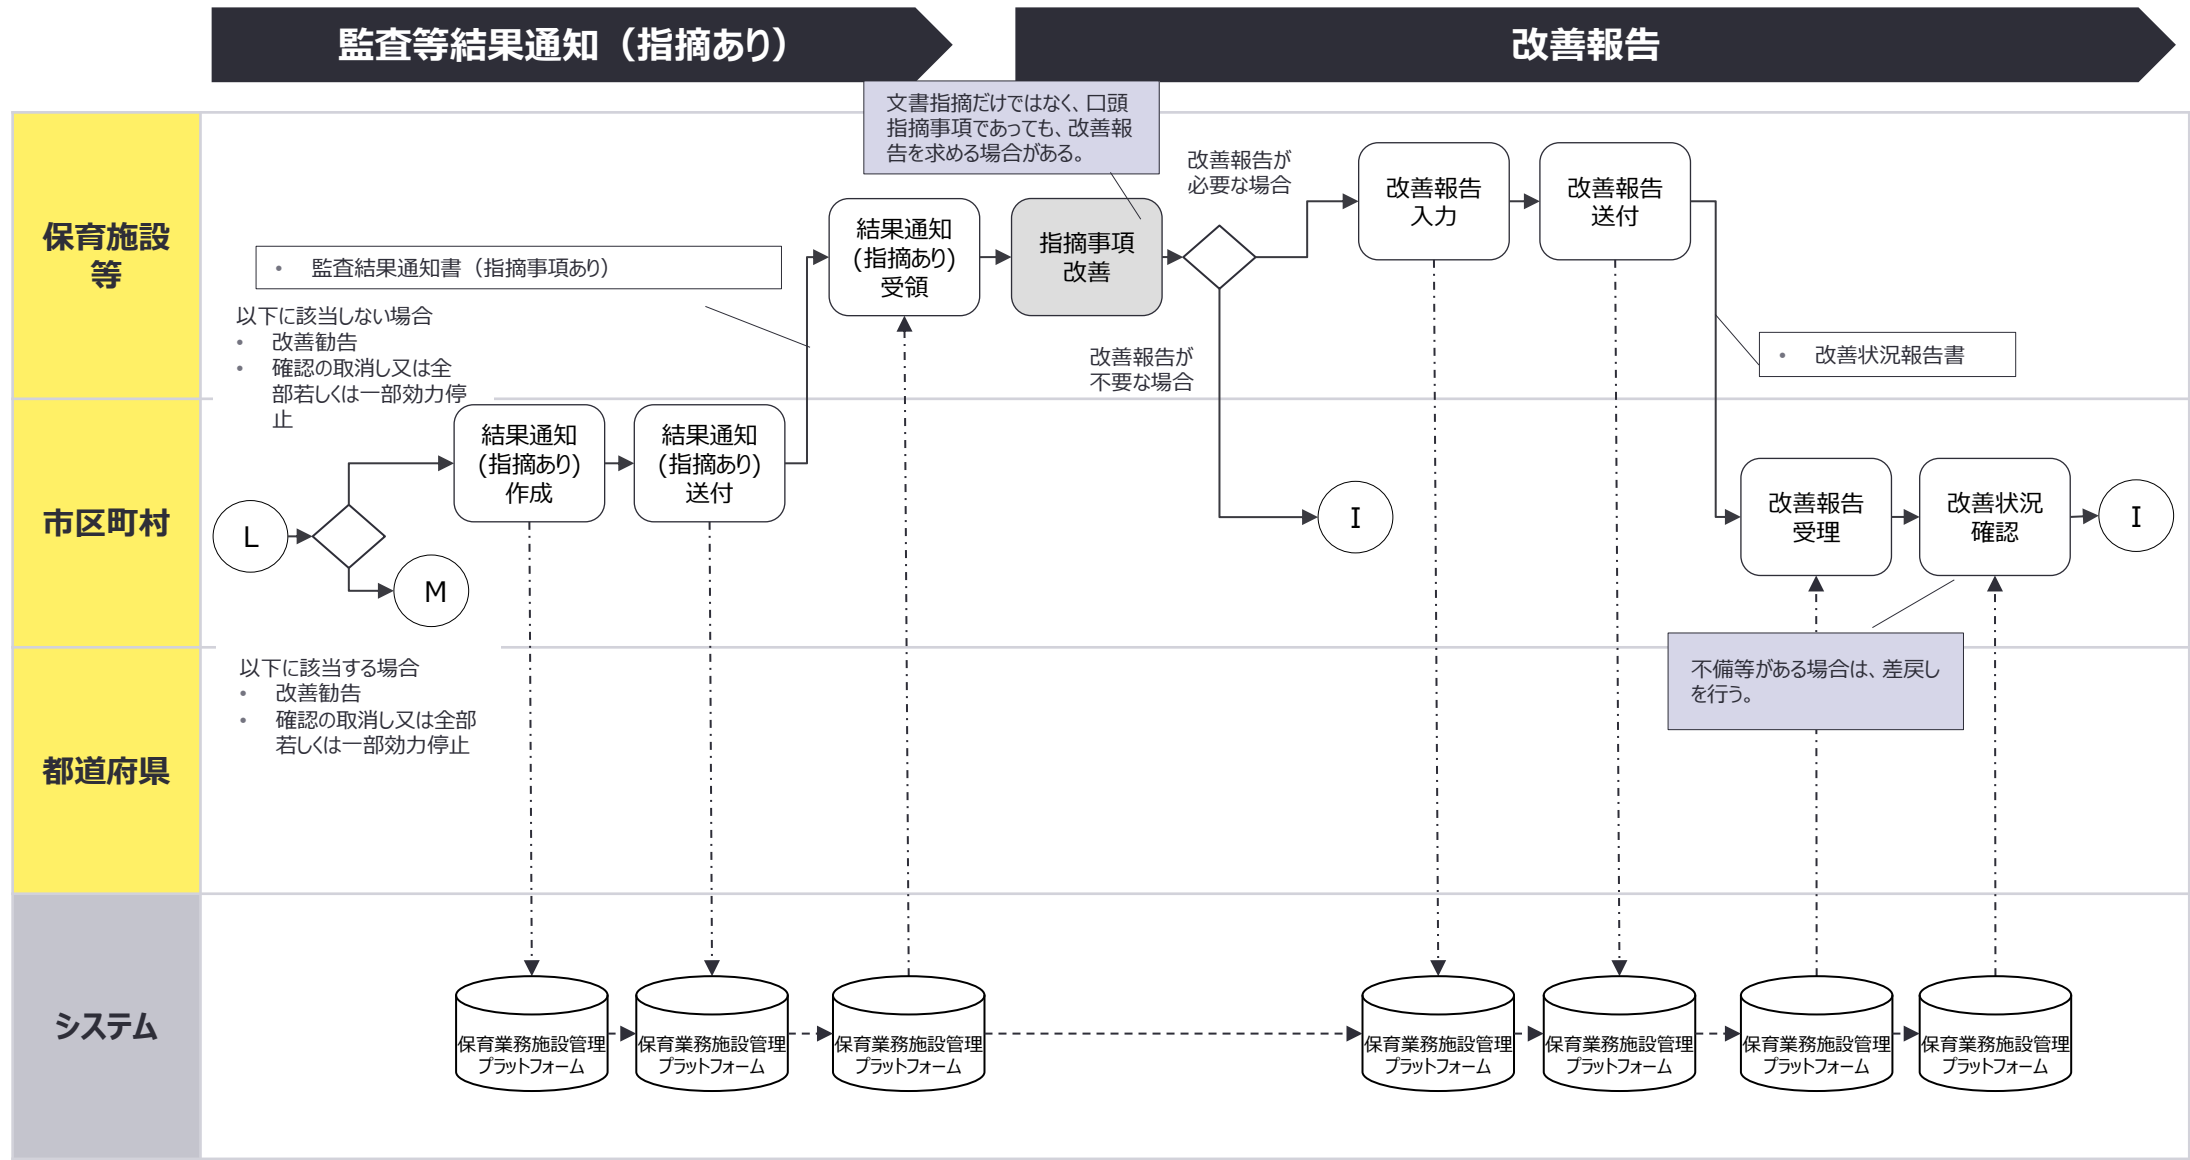 監査等結果通知（指摘あり）
改善報告
文書指摘だけではなく、口頭
指摘事項であっても、改善報
告を求める場合がある。
保育施設
等
• 監査結果通知書（指摘事項あり）
以下に該当しない場合
• 改善勧告
• 確認の取消し又は全
部若しくは一部効力停
止
結果通知
(指摘あり)
受領
指摘事項
改善
改善報告が
必要な場合
改善報告が
不要な場合
改善報告
入力
改善報告
送付
• 改善状況報告書
市区町村
L
M
結果通知
(指摘あり)
作成
結果通知
(指摘あり)
送付
I
改善報告
受理
改善状況
確認
I
都道府県
以下に該当する場合
• 改善勧告
• 確認の取消し又は全部
若しくは一部効力停止
不備等がある場合は、差戻し
を行う。
システム
保育業務施設管理
プラットフォーム
保育業務施設管理
プラットフォーム
保育業務施設管理
プラットフォーム
保育業務施設管理
プラットフォーム
保育業務施設管理
プラットフォーム
保育業務施設管理
プラットフォーム
保育業務施設管理
プラットフォーム